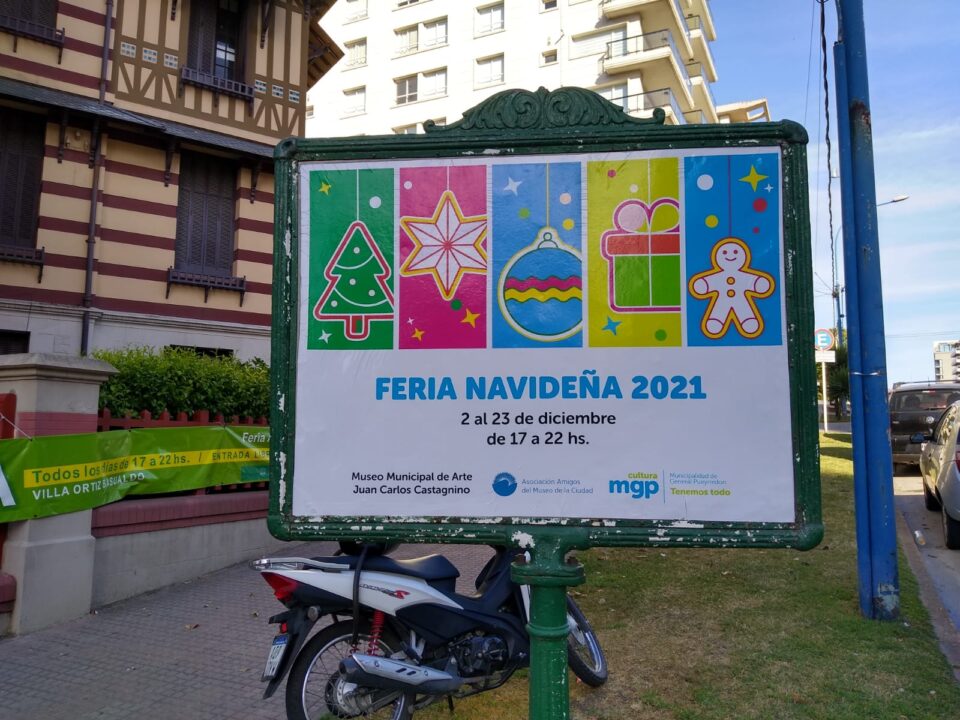 FERIA NAVIDEÑA 2021
2 al 23 de diciembre
de 17 a 22 hs.
Museo Municipal de Arte
Juan Carlos Castagnino
Asociación Amigos
del Museo de la Ciudad
cultura
mgp
Municipalidad de
General Pueyrredon
Tenemos todo
Feria
Todos los días de 17 a 22 hs. / ENTRADA LIB
VILLA ORTIZ BASUALDO
E